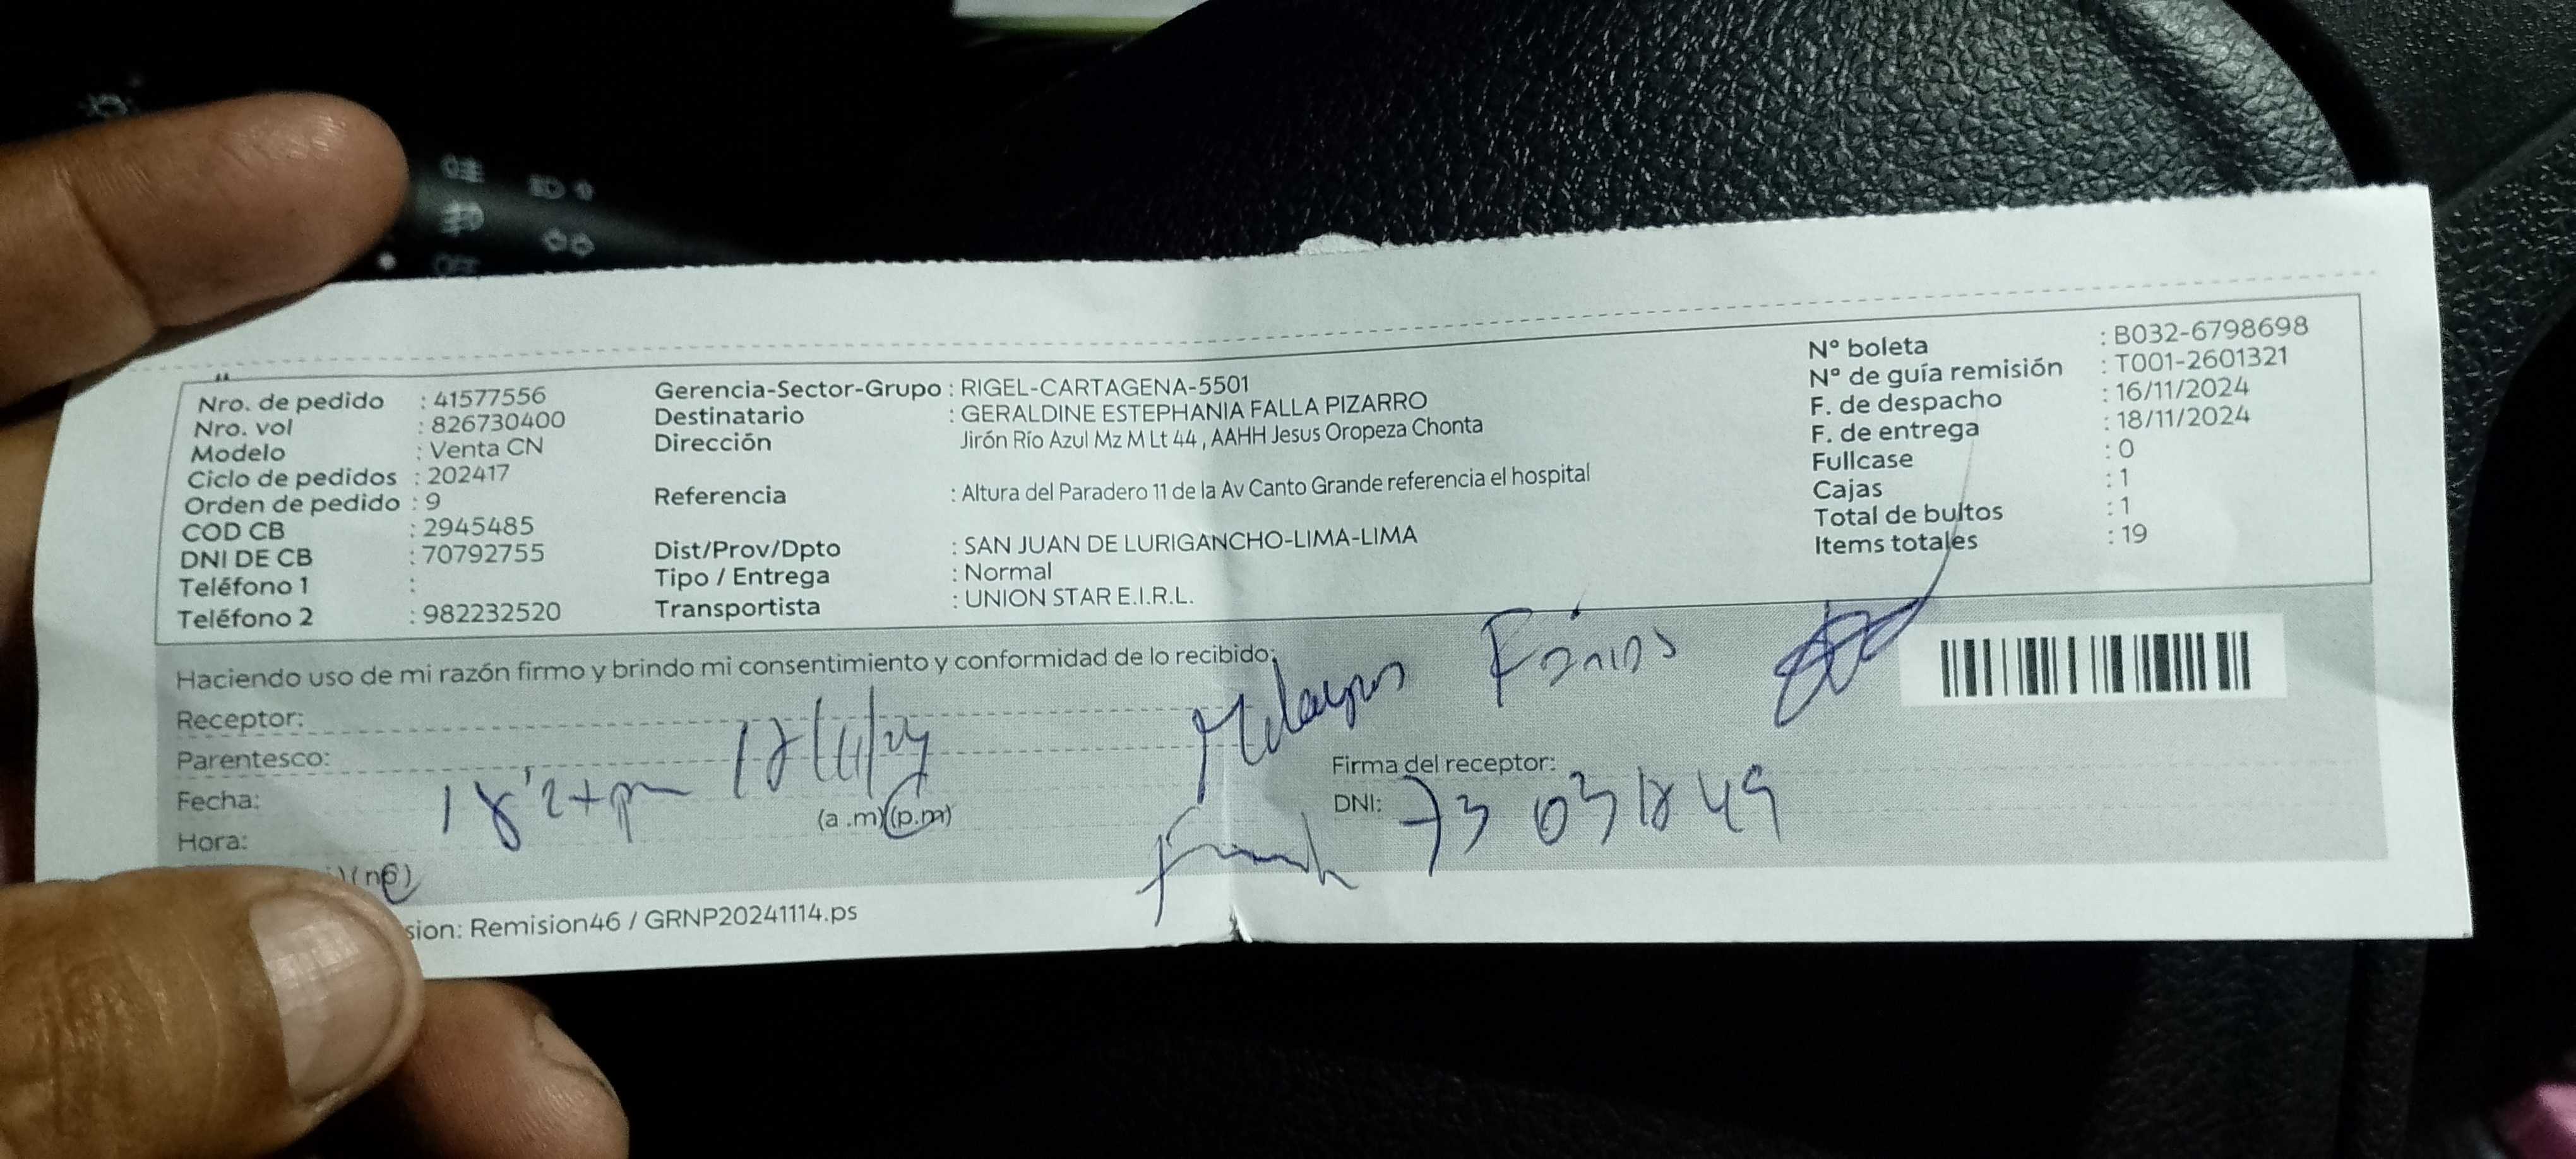 Nro. de pedido : 41577556
Nro. vol : 826730400
Modelo : Venta CN
Ciclo de pedidos : 202417
Orden de pedido : 9
COD CB : 2945485
DNI DE CB : 70792755
Teléfono 1 :
Teléfono 2 : 982232520
Gerencia-Sector-Grupo : RIGEL-CARTAGENA-5501
Destinatario : GERALDINE ESTEPHANIA FALLA PIZARRO
Dirección Jirón Río Azul Mz M Lt 44 , AAHH Jesus Oropeza Chonta
Referencia : Altura del Paradero 11 de la Av Canto Grande referencia el hospital
Dist/Prov/Dpto : SAN JUAN DE LURIGANCHO-LIMA-LIMA
Tipo / Entrega : Normal
Transportista : UNION STAR E.I.R.L.
N° boleta : B032-6798698
N° de guía remisión : T001-2601321
F. de despacho : 16/11/2024
F. de entrega : 18/11/2024
Fullcase : 0
Cajas : 1
Total de bultos : 1
Items totales : 19
Haciendo uso de mi razón firmo y brindo mi consentimiento y conformidad de lo recibido:
Receptor:
Parentesco:
Fecha:
Hora: (a .m)(p.m)
Milagros
Firma del receptor:
DNI: 73031849
sion: Remision46 / GRNP20241114.ps
OFF